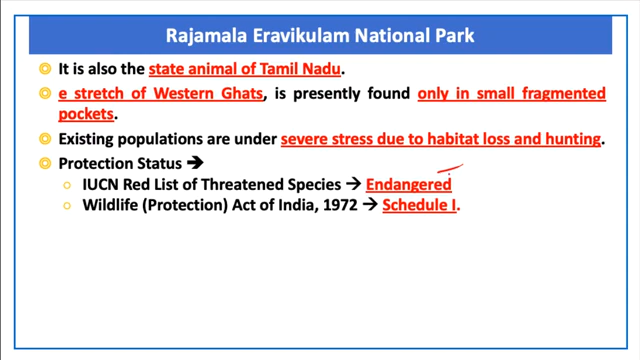 Rajamala Eravikulam National Park
It is also the state animal of Tamil Nadu.
e stretch of Western Ghats, is presently found only in small fragmented
pockets.
Existing populations are under severe stress due to habitat loss and hunting.
Protection Status →
IUCN Red List of Threatened Species → Endangered
Wildlife (Protection) Act of India, 1972 → Schedule I.